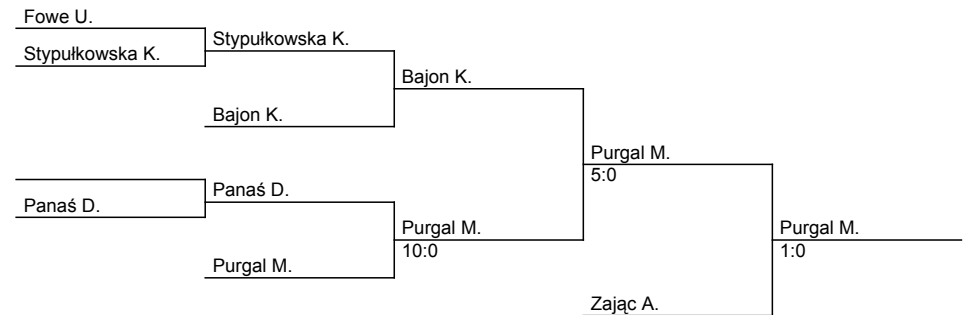 Fowe U.
Stypułkowska K.
Stypułkowska K.
Bajon K.
Bajon K.
Purgal M.
5:0
Panaś D.
Panaś D.
Purgal M.
10:0
Purgal M.
1:0
Purgal M.
Zając A.